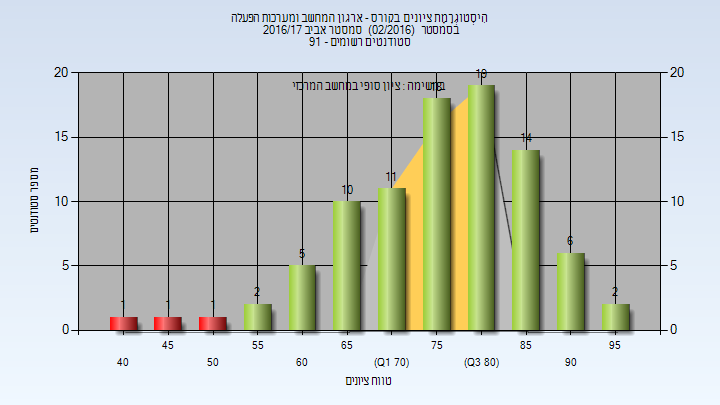 היסטוגרמת ציונים בקורס - ארגון המחשב ומערכות הפעלה
בסמסטר (02/2016) סמסטר אביב 2016/17
סטודנטים רשומים - 91
ברשימה : ציון סופי במחשב המרכזי
20 20
19
18
15 15
14
11
10 10 10
6
5 5 5
2 2
1 1 1
0 0
45 55 65 75 85 95
40 50 60 (Q1 70) (Q3 80) 90
מספר סטודנטים
טווח ציונים